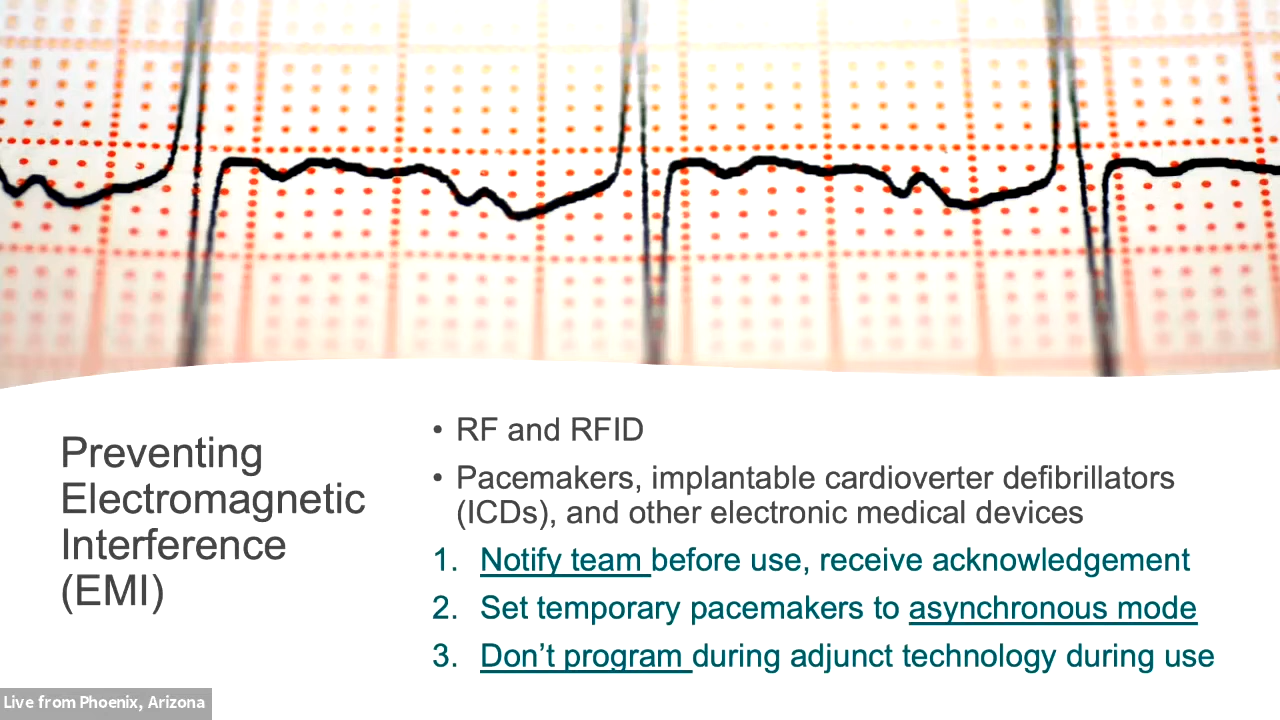 Preventing
Electromagnetic
Interference
(EMI)
• RF and RFID
• Pacemakers, implantable cardioverter defibrillators
(ICDs), and other electronic medical devices
1. Notify team before use, receive acknowledgement
2. Set temporary pacemakers to asynchronous mode
3. Don’t program during adjunct technology during use
Live from Phoenix, Arizona